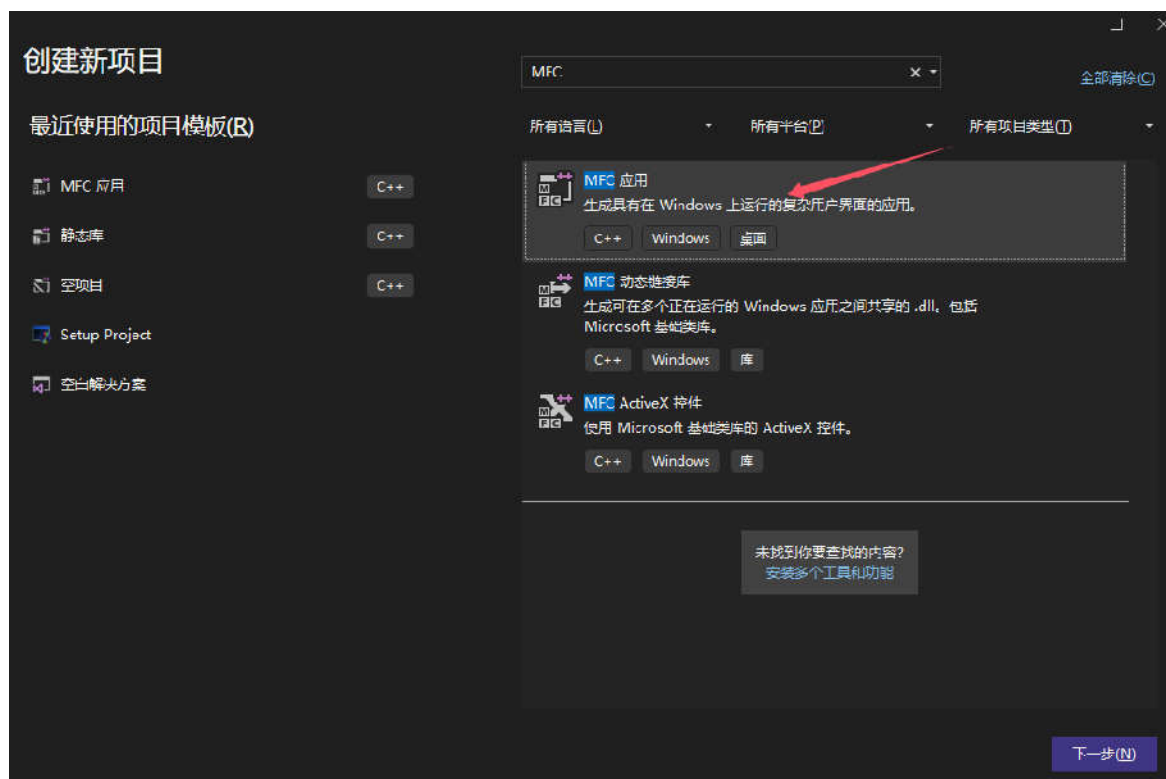 创建新项目
最近使用的项目模板(R)
MFC 应用
C++
静态库
C++
空项目
C++
Setup Project
空白解决方案
MFC
全部清除(C)
所有语言(L)
所有平台(P)
所有项目类型(T)
MFC 应用
生成具有在 Windows 上运行的复杂用户界面的应用。
C++ Windows 桌面
MFC 动态链接库
生成可在多个正在运行的 Windows 应用之间共享的 .dll。包括
Microsoft 基础类库。
C++ Windows 库
MFC ActiveX 控件
使用 Microsoft 基础类库的 ActiveX 控件。
C++ Windows 库
未找到你要查找的内容?
安装多个工具和功能
下一步(N)